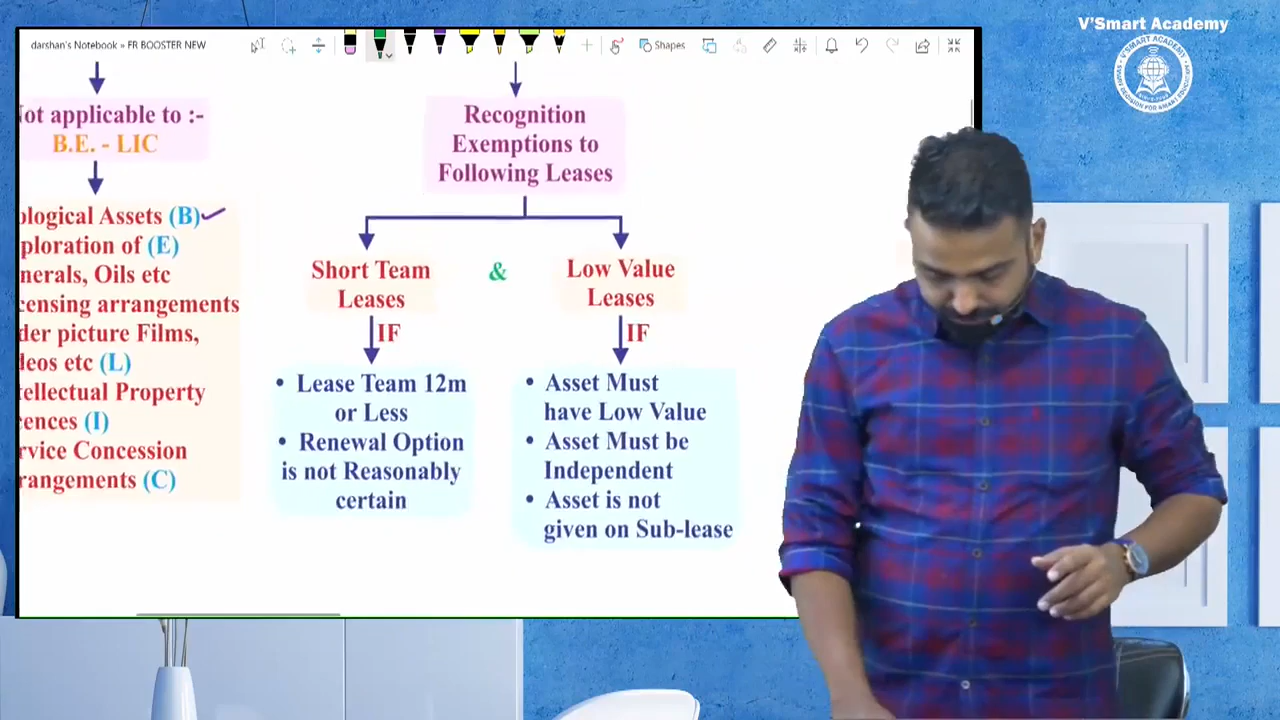 V'Smart Academy
darshan's Notebook » FR BOOSTER NEW
Shapes
ot applicable to :-
B.E. - LIC
ological Assets (B)
ploration of (E)
nerals, Oils etc
ensing arrangements
der picture Films,
deos etc (L)
tellectual Property
ences (I)
rvice Concession
rangements (C)
Recognition
Exemptions to
Following Leases
Short Team
Leases
&
Low Value
Leases
IF
IF
• Lease Team 12m
or Less
• Renewal Option
is not Reasonably
certain
• Asset Must
have Low Value
• Asset Must be
Independent
• Asset is not
given on Sub-lease